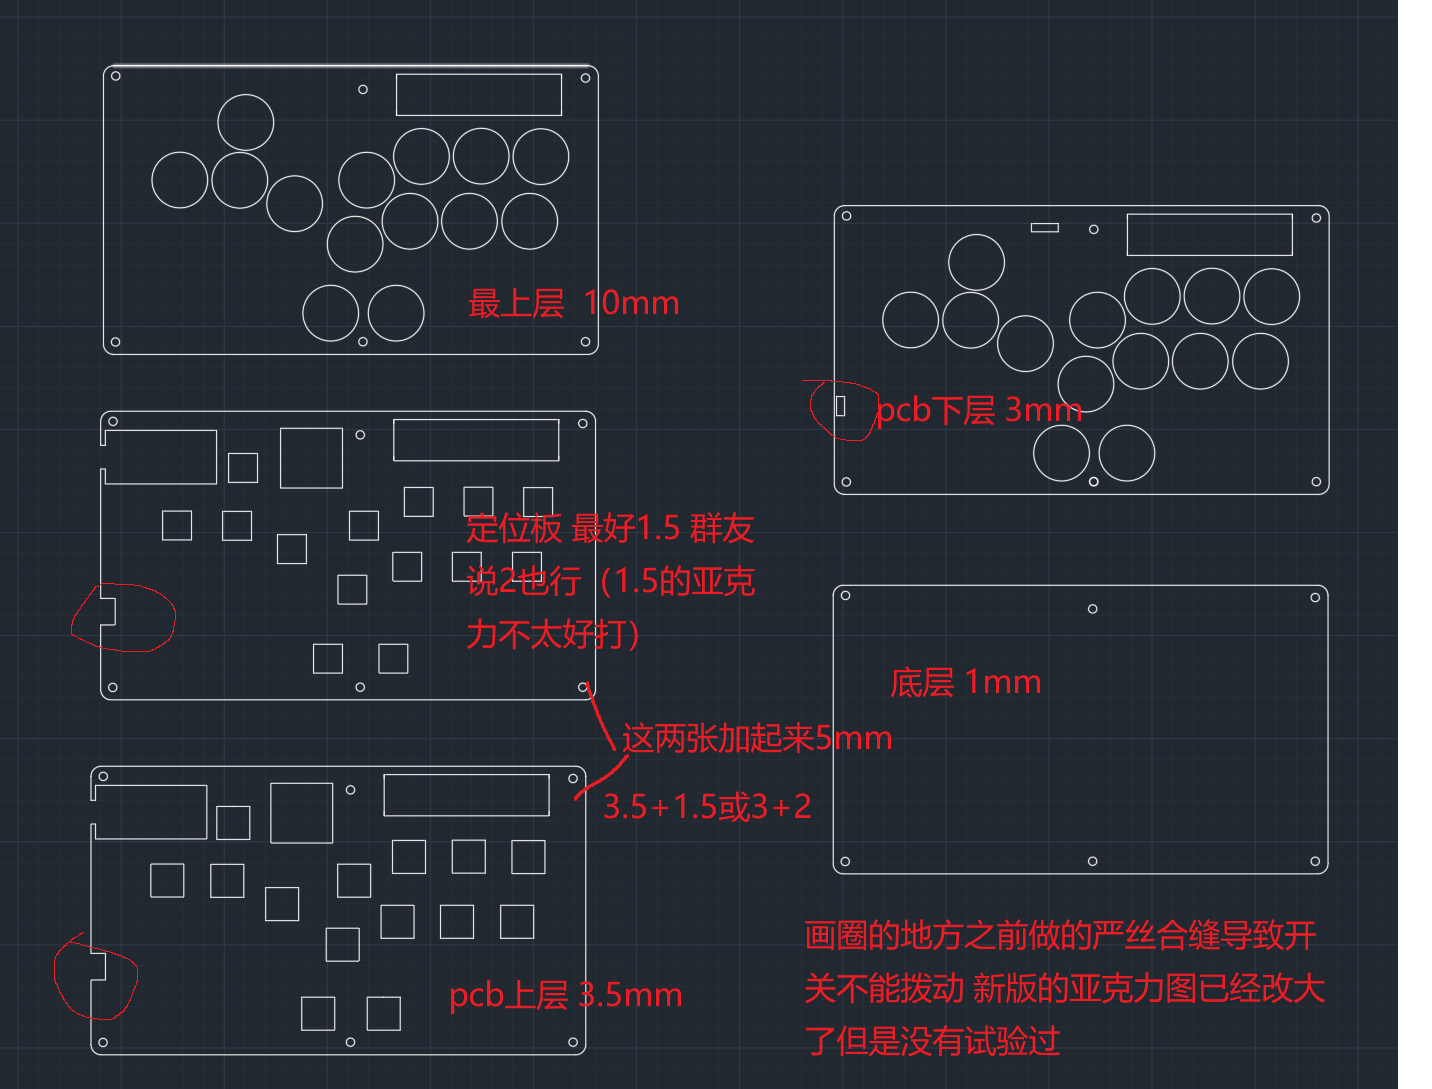 最上层 10mm
pcb下层 3mm
定位板 最好1.5 群友
说2也行（1.5的亚克
力不太好打）
底层 1mm
这两张加起来5mm
3.5+1.5或3+2
pcb上层 3.5mm
画圈的地方之前做的严丝合缝导致开
关不能拨动 新版的亚克力图已经改大
了但是没有试验过